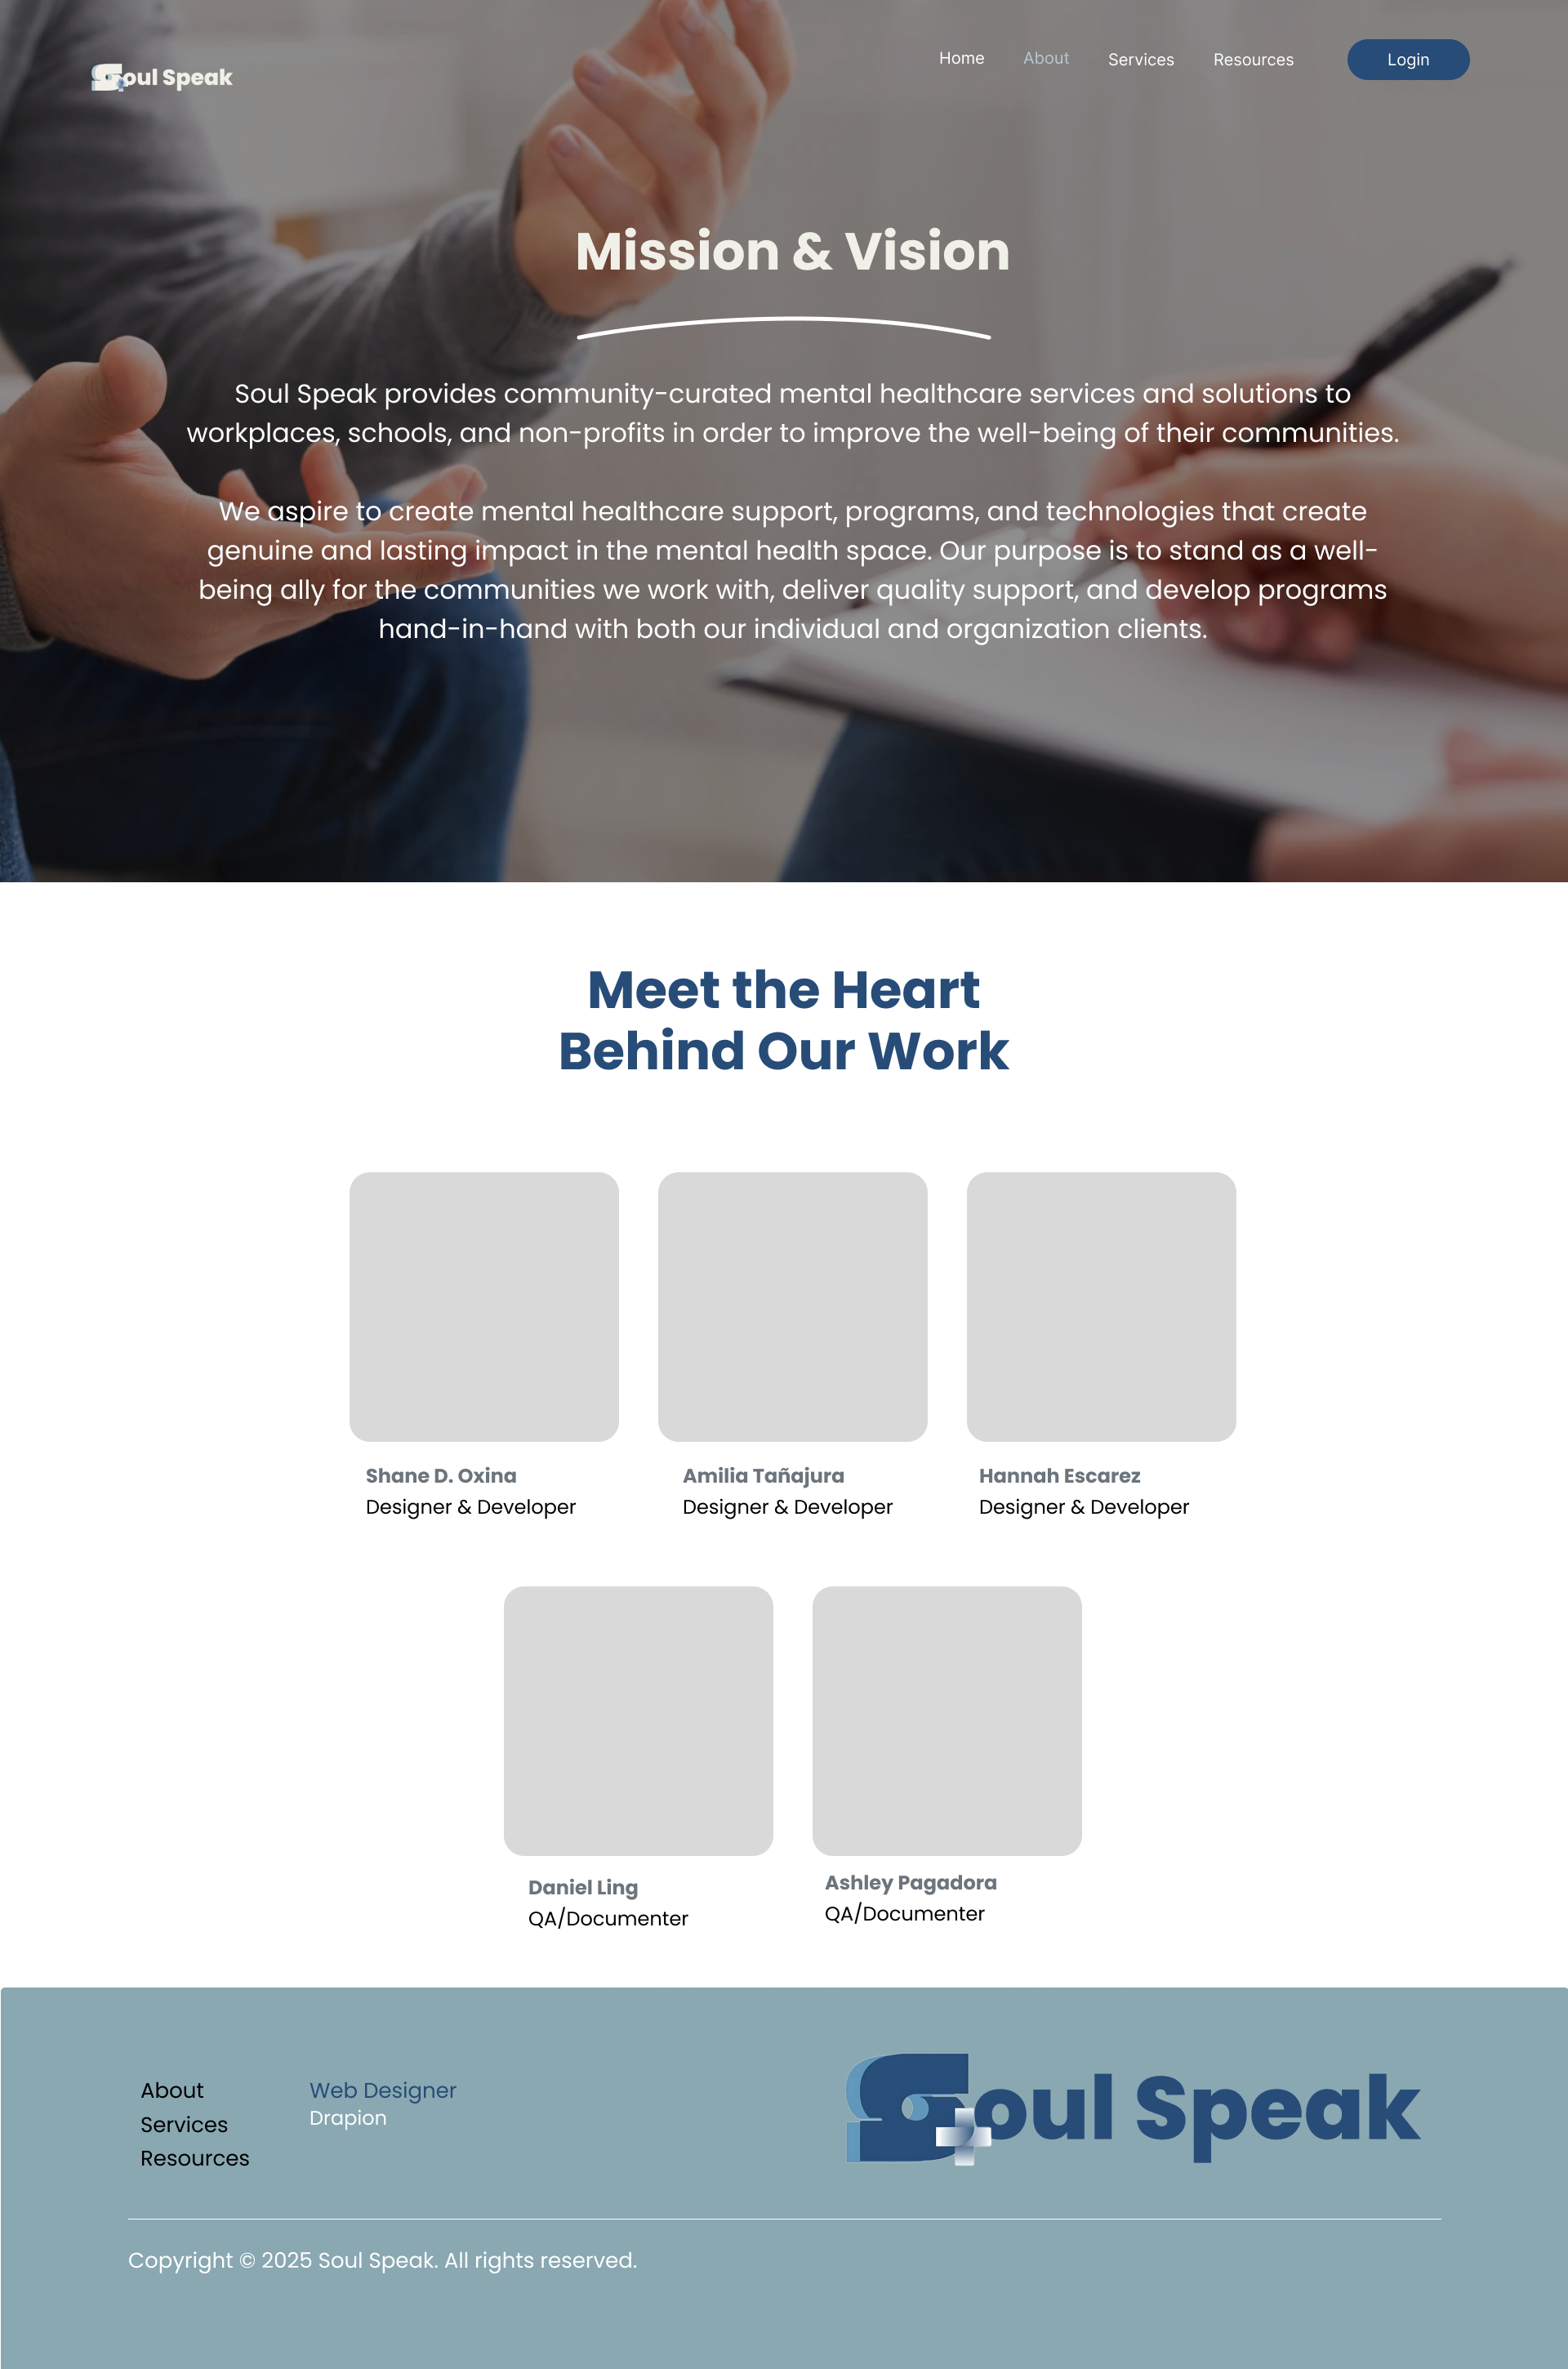 Soul Speak
Home
About
Services
Resources
Login
Mission & Vision
Soul Speak provides community-curated mental healthcare services and solutions to
workplaces, schools, and non-profits in order to improve the well-being of their communities.
We aspire to create mental healthcare support, programs, and technologies that create
genuine and lasting impact in the mental health space. Our purpose is to stand as a well-
being ally for the communities we work with, deliver quality support, and develop programs
hand-in-hand with both our individual and organization clients.
Meet the Heart
Behind Our Work
Shane D. Oxina
Designer & Developer
Amilia Tañajura
Designer & Developer
Hannah Escarez
Designer & Developer
Daniel Ling
QA/Documenter
Ashley Pagadora
QA/Documenter
About
Services
Resources
Web Designer
Drapion
Soul Speak
Copyright © 2025 Soul Speak. All rights reserved.